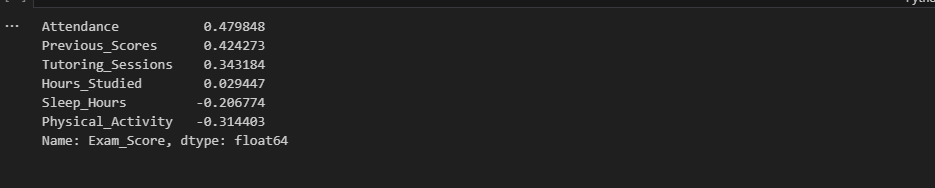 Attendance 0.479848
Previous_Scores 0.424273
Tutoring_Sessions 0.343184
Hours_Studied 0.029447
Sleep_Hours -0.206774
Physical_Activity -0.314403
Name: Exam_Score, dtype: float64